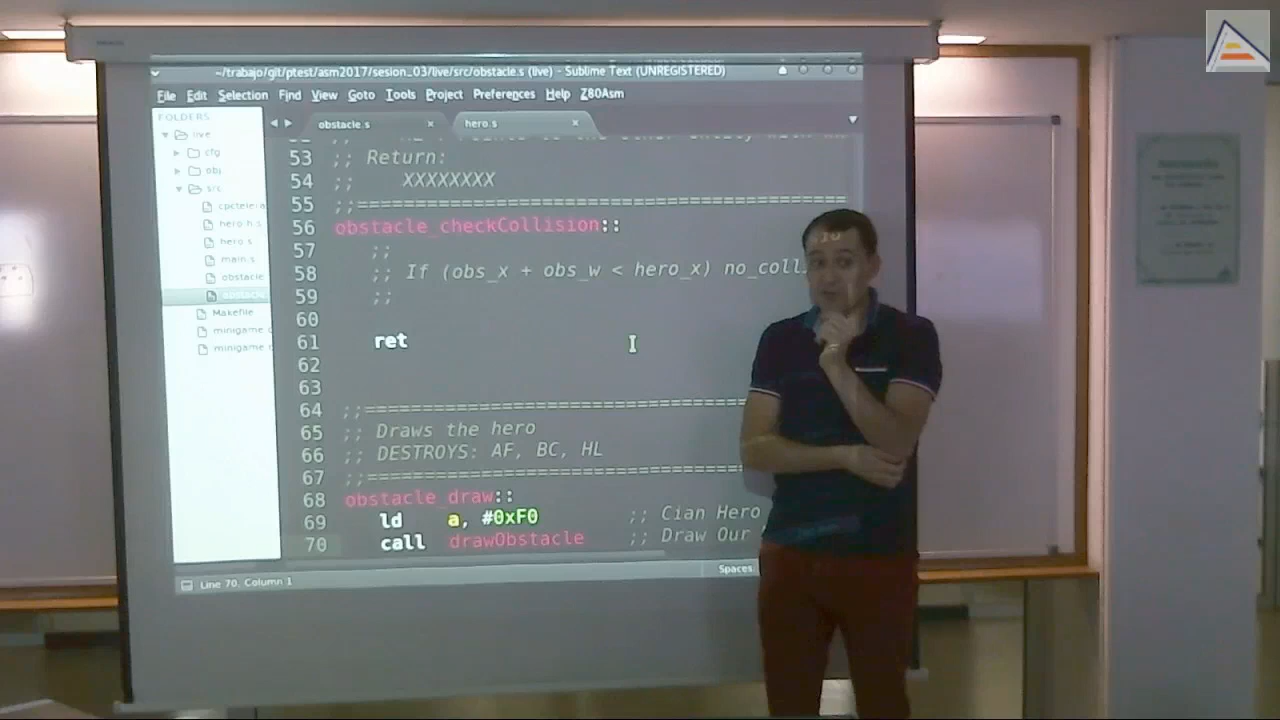 ~/trabajo/git/ptest/asm2017/sesion_03/live/src/obstacle.s (live) - Sublime Text (UNREGISTERED)
File Edit Selection Find View Goto Tools Project Preferences Help Z80Asm
FOLDERS
live
cfg
obj
src
cpctelera
hero.h.s
hero.s
main.s
obstacle
obstacle
Makefile
minigame.c
minigame.c
obstacle.s × hero.s ×
53 ;; Return:
54 ;; XXXXXXXX
55 ;;==============================================
56 obstacle_checkCollision::
57 ;;
58 ;; If (obs_x + obs_w < hero_x) no_coll
59 ;;
60
61 ret
62
63
64 ;;====================================
65 ;; Draws the hero
66 ;; DESTROYS: AF, BC, HL
67 ;;====================================
68 obstacle_draw::
69 ld a, #0xF0 ;; Cian Hero
70 call drawObstacle ;; Draw Our
Line 70, Column 1
Spaces